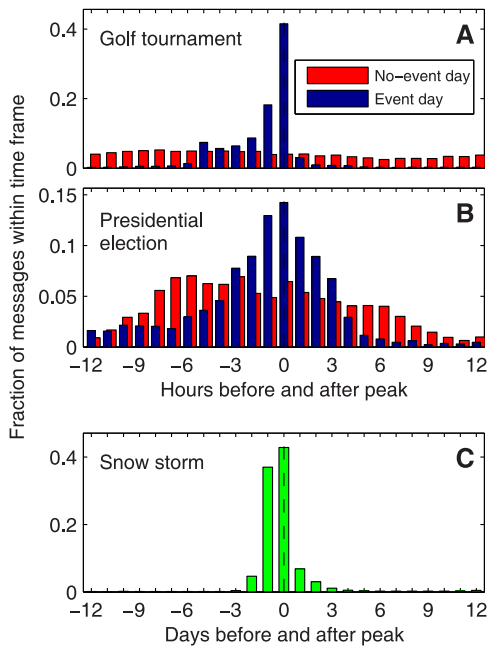 Golf tournament
A
0.4
0.2
0
No−event day
Event day
Fraction of messages within time frame
0.15
0.10
0.05
0
Presidential
election
B
−12 −9 −6 −3 0 3 6 9 12
Hours before and after peak
0.4
0.2
0
Snow storm
C
−12 −9 −6 −3 0 3 6 9 12
Days before and after peak